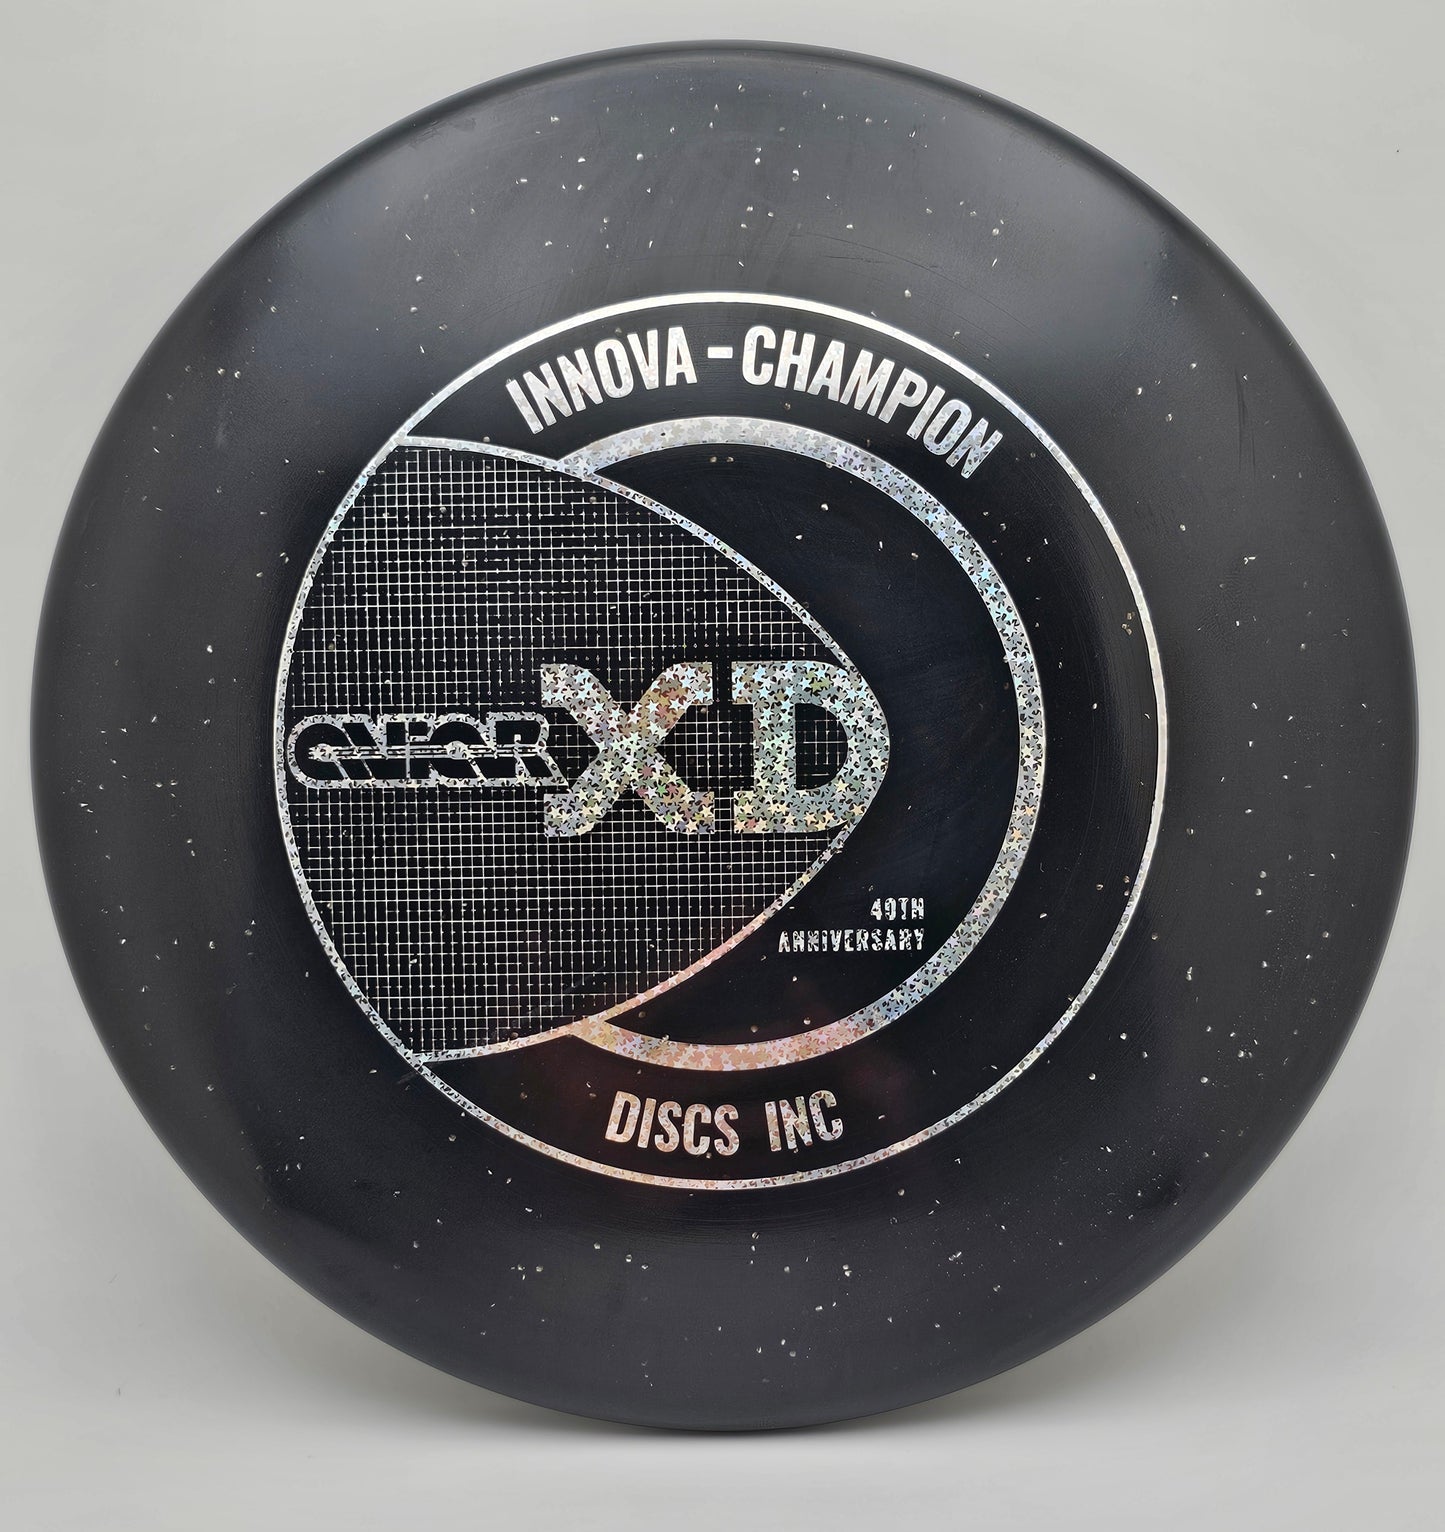 INNOVA - CHAMPION
AVIAR XD
40TH
ANNIVERSARY
DISCS INC